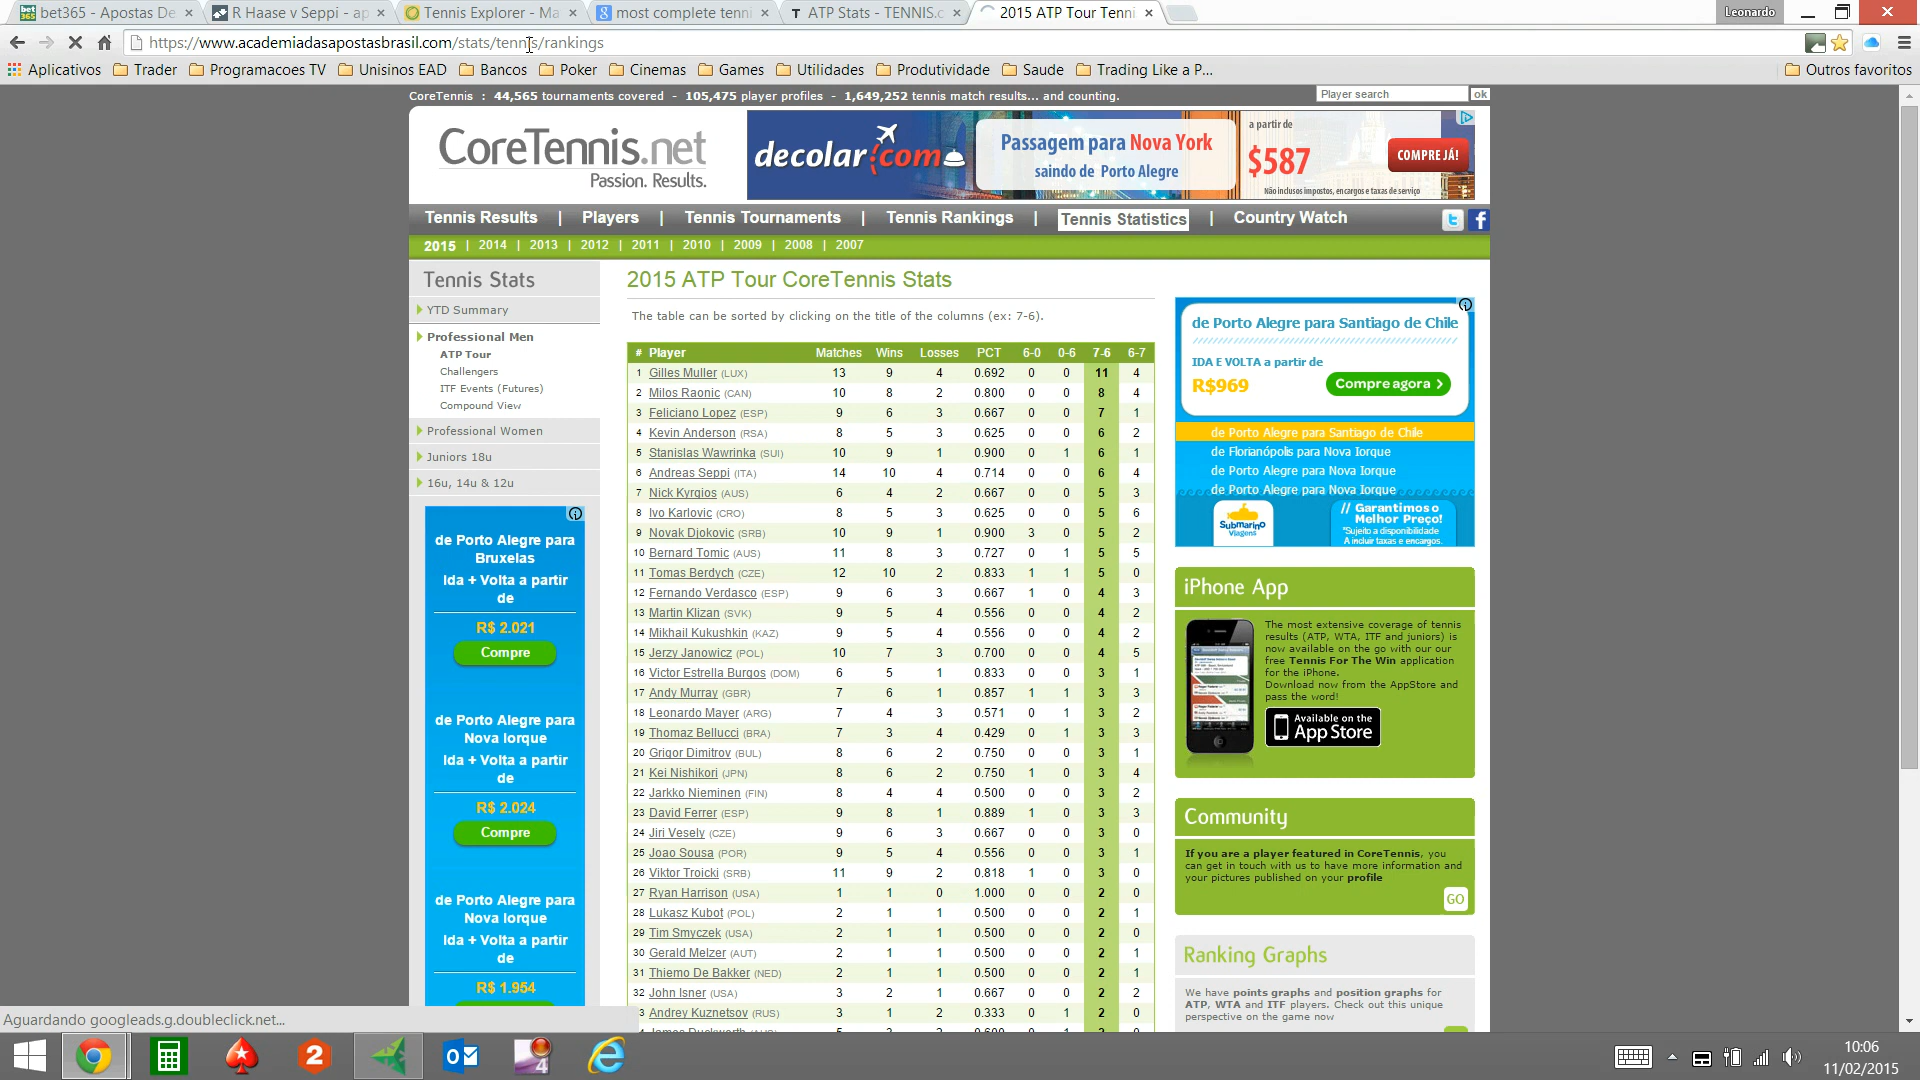 bet365 - Apostas De
R Haase v Seppi - ap
Tennis Explorer - Ma
most complete tenni
ATP Stats - TENNIS.c
2015 ATP Tour Tenni
Leonardo
https://www.academiadasapostasbrasil.com/stats/tennis/rankings
Aplicativos
Trader
Programacoes TV
Unisinos EAD
Bancos
Poker
Cinemas
Games
Utilidades
Produtividade
Saude
Trading Like a P...
Outros favoritos
CoreTennis : 44,565 tournaments covered - 105,475 player profiles - 1,649,252 tennis match results... and counting.
Player search
ok
CoreTennis.net
Passion. Results.
decolar.com
Passagem para Nova York
saindo de Porto Alegre
a partir de
$587
COMPRE JÁ!
Não inclusos impostos, encargos e taxas de serviço
Tennis Results | Players | Tennis Tournaments | Tennis Rankings | Tennis Statistics | Country Watch
2015 | 2014 | 2013 | 2012 | 2011 | 2010 | 2009 | 2008 | 2007
Tennis Stats
YTD Summary
Professional Men
ATP Tour
Challengers
ITF Events (Futures)
Compound View
Professional Women
Juniors 18u
16u, 14u & 12u
de Porto Alegre para
Bruxelas
Ida + Volta a partir
de
R$ 2.021
Compre
de Porto Alegre para
Nova Iorque
Ida + Volta a partir
de
R$ 2.024
Compre
de Porto Alegre para
Nova Iorque
Ida + Volta a partir
de
R$ 1.954
2015 ATP Tour CoreTennis Stats
The table can be sorted by clicking on the title of the columns (ex: 7-6).
# Player Matches Wins Losses PCT 6-0 0-6 7-6 6-7
1 Gilles Muller (LUX) 13 9 4 0.692 0 0 11 4
2 Milos Raonic (CAN) 10 8 2 0.800 0 0 8 4
3 Feliciano Lopez (ESP) 9 6 3 0.667 0 0 7 1
4 Kevin Anderson (RSA) 8 5 3 0.625 0 0 6 2
5 Stanislas Wawrinka (SUI) 10 9 1 0.900 0 1 6 1
6 Andreas Seppi (ITA) 14 10 4 0.714 0 0 6 4
7 Nick Kyrgios (AUS) 6 4 2 0.667 0 0 5 3
8 Ivo Karlovic (CRO) 8 5 3 0.625 0 0 5 6
9 Novak Djokovic (SRB) 10 9 1 0.900 3 0 5 2
10 Bernard Tomic (AUS) 11 8 3 0.727 0 1 5 5
11 Tomas Berdych (CZE) 12 10 2 0.833 1 1 5 0
12 Fernando Verdasco (ESP) 9 6 3 0.667 1 0 4 3
13 Martin Klizan (SVK) 9 5 4 0.556 0 0 4 2
14 Mikhail Kukushkin (KAZ) 9 5 4 0.556 0 0 4 2
15 Jerzy Janowicz (POL) 10 7 3 0.700 0 0 4 5
16 Victor Estrella Burgos (DOM) 6 5 1 0.833 0 0 3 1
17 Andy Murray (GBR) 7 6 1 0.857 1 1 3 3
18 Leonardo Mayer (ARG) 7 4 3 0.571 0 1 3 2
19 Thomaz Bellucci (BRA) 7 3 4 0.429 0 1 3 3
20 Grigor Dimitrov (BUL) 8 6 2 0.750 0 0 3 1
21 Kei Nishikori (JPN) 8 6 2 0.750 1 0 3 4
22 Jarkko Nieminen (FIN) 8 4 4 0.500 0 0 3 2
23 David Ferrer (ESP) 9 8 1 0.889 1 0 3 3
24 Jiri Vesely (CZE) 9 6 3 0.667 0 0 3 0
25 Joao Sousa (POR) 9 5 4 0.556 0 0 3 1
26 Viktor Troicki (SRB) 11 9 2 0.818 1 0 3 0
27 Ryan Harrison (USA) 1 1 0 1.000 0 0 2 0
28 Lukasz Kubot (POL) 2 1 1 0.500 0 0 2 1
29 Tim Smyczek (USA) 2 1 1 0.500 0 0 2 0
30 Gerald Melzer (AUT) 2 1 1 0.500 0 0 2 1
31 Thiemo De Bakker (NED) 2 1 1 0.500 0 0 2 1
32 John Isner (USA) 3 2 1 0.667 0 0 2 2
3 Andrey Kuznetsov (RUS) 3 1 2 0.333 0 1 2 0
de Porto Alegre para Santiago de Chile
IDA E VOLTA a partir de
R$969
Compre agora
de Porto Alegre para Santiago de Chile
de Florianópolis para Nova Iorque
de Porto Alegre para Nova Iorque
de Porto Alegre para Nova Iorque
Submarino
Viagens
// Garantimos o
Melhor Preço!
*Sujeito a disponibilidade
A incluir taxas e encargos.
iPhone App
The most extensive coverage of tennis
results (ATP, WTA, ITF and juniors) is
now available on the go with our our
free Tennis For The Win application
for the iPhone.
Download now from the AppStore and
pass the word!
Available on the
App Store
Community
If you are a player featured in CoreTennis, you
can get in touch with us to have more information and
your pictures published on your profile
GO
Ranking Graphs
We have points graphs and position graphs for
ATP, WTA and ITF players. Check out this unique
perspective on the game now
Aguardando googleads.g.doubleclick.net...
10:06
11/02/2015